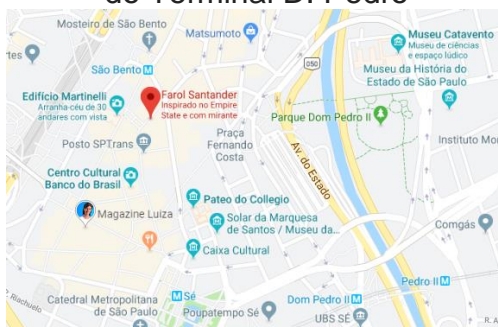 do Terminal D. Pedro
Mosteiro de São Bento
Matsumoto
Museu Catavento
Museu de ciências
e espaço lúdico
tes
050
São Bento M
Museu da História do
Estado de São Paulo
Edifício Martinelli
Arranha-céu de 30
andares com vista
Farol Santander
Inspirado no Empire
State e com mirante
Parque Dom Pedro II
Posto SPTrans
Praça
Fernando
Costa
Instituto Mor
Av. do Estado
Centro Cultural
Banco do Brasil
Pateo do Collegio
Magazine Luiza
Solar da Marquesa
de Santos / Museu da...
Comgás
Caixa Cultural
Pedro II M
Riachuelo
Catedral Metropolitana
de São Paulo
M Sé
Poupatempo Sé
Dom Pedro II M
UBS SÉ
R. A